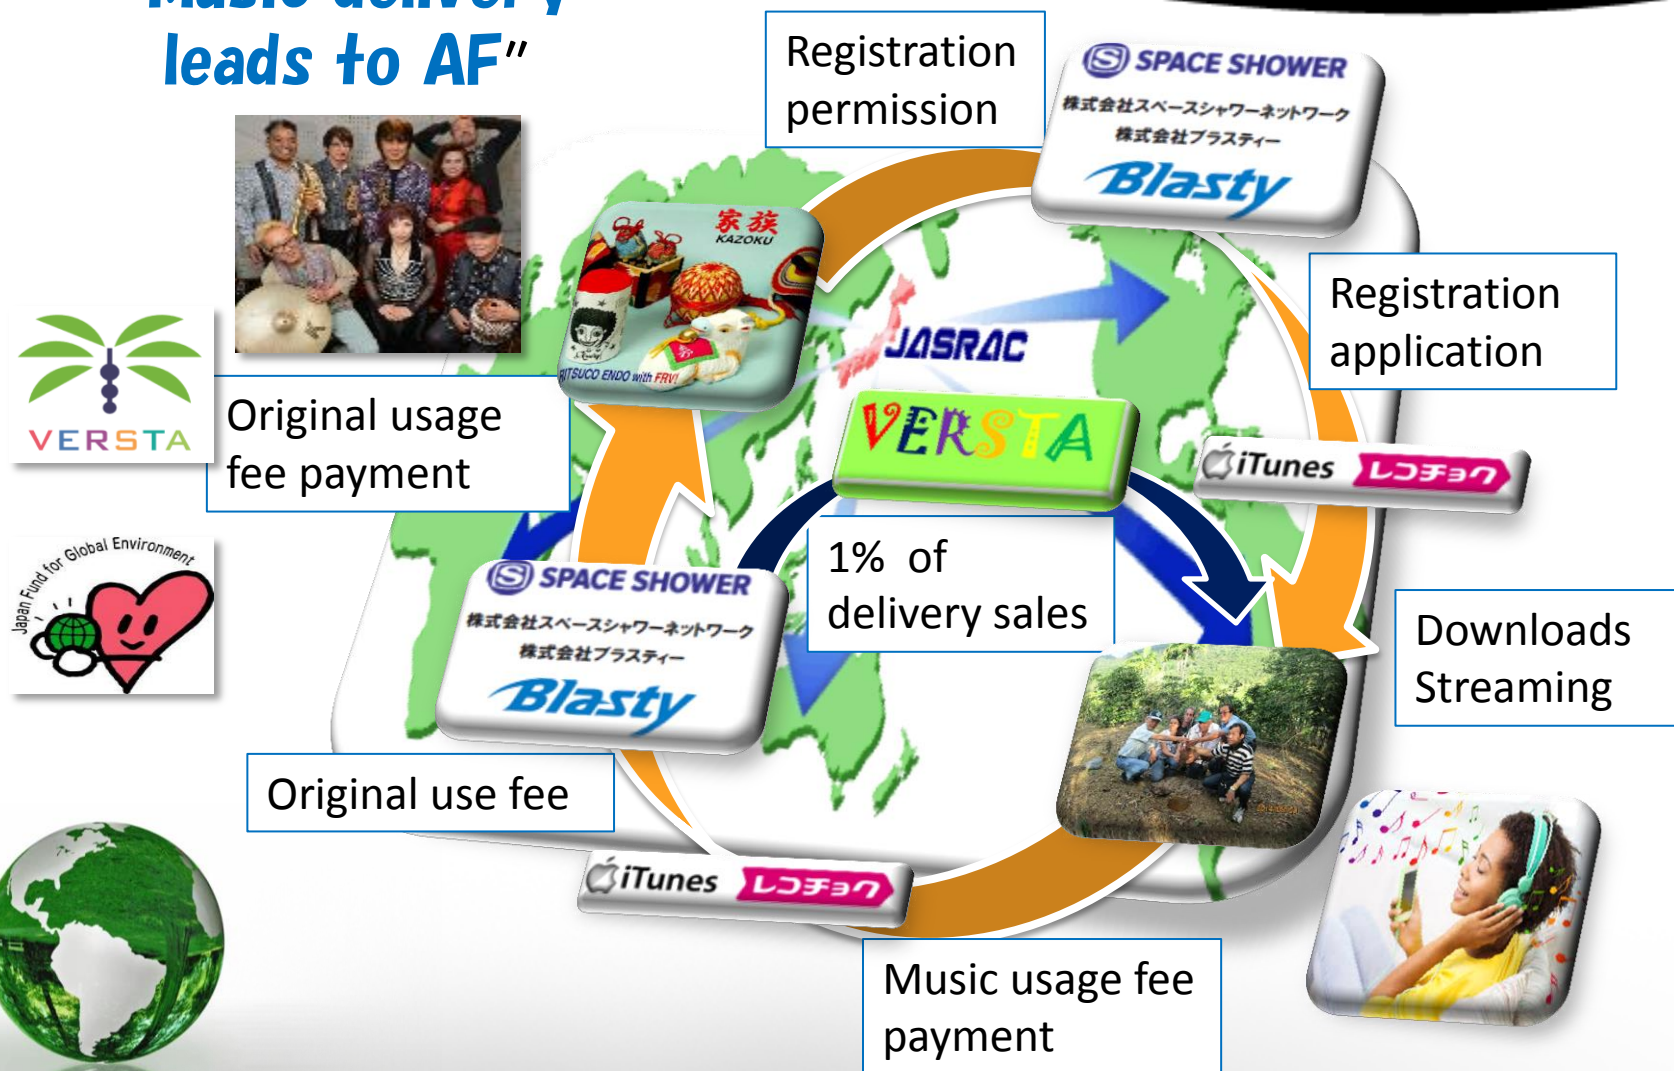 Music delivery
leads to AF"
Registration
permission
SPACE SHOWER
株式会社スペースシャワーネットワーク
株式会社ブラスティー
Blasty
家族
KAZOKU
RITSUCO ENDO with FRV!
JASRAC
Registration
application
VERSTA
Original usage
fee payment
VERSTA
iTunes レコチョク
Japan Fund for Global Environment
1% of
delivery sales
SPACE SHOWER
株式会社スペースシャワーネットワーク
株式会社ブラスティー
Blasty
Downloads
Streaming
Original use fee
iTunes レコチョク
Music usage fee
payment